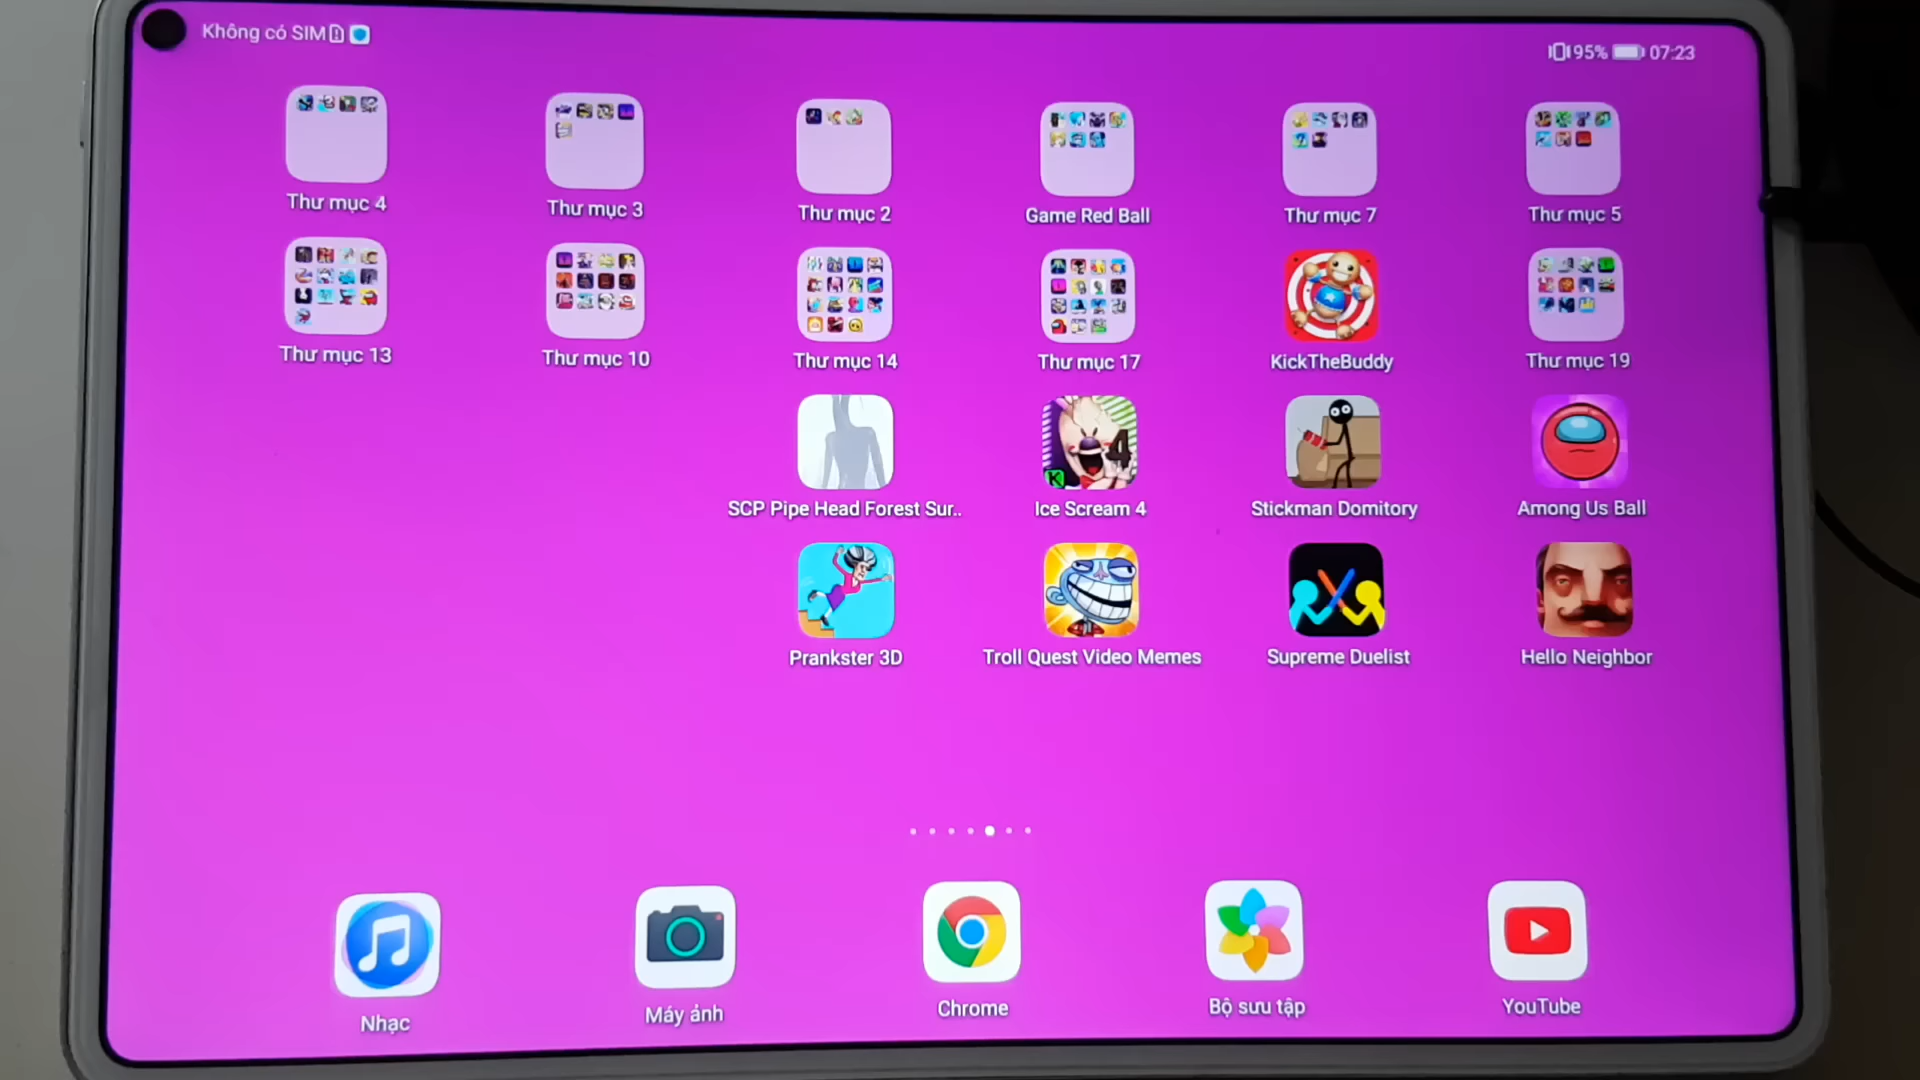 Không có SIM
95% 07:23
Thư mục 4
Thư mục 3
Thư mục 2
Game Red Ball
Thư mục 7
Thư mục 5
Thư mục 13
Thư mục 10
Thư mục 14
Thư mục 17
KickTheBuddy
Thư mục 19
4
K
SCP Pipe Head Forest Sur..
Ice Scream 4
Stickman Domitory
Among Us Ball
Prankster 3D
Troll Quest Video Memes
Supreme Duelist
Hello Neighbor
Nhạc
Máy ảnh
Chrome
Bộ sưu tập
YouTube